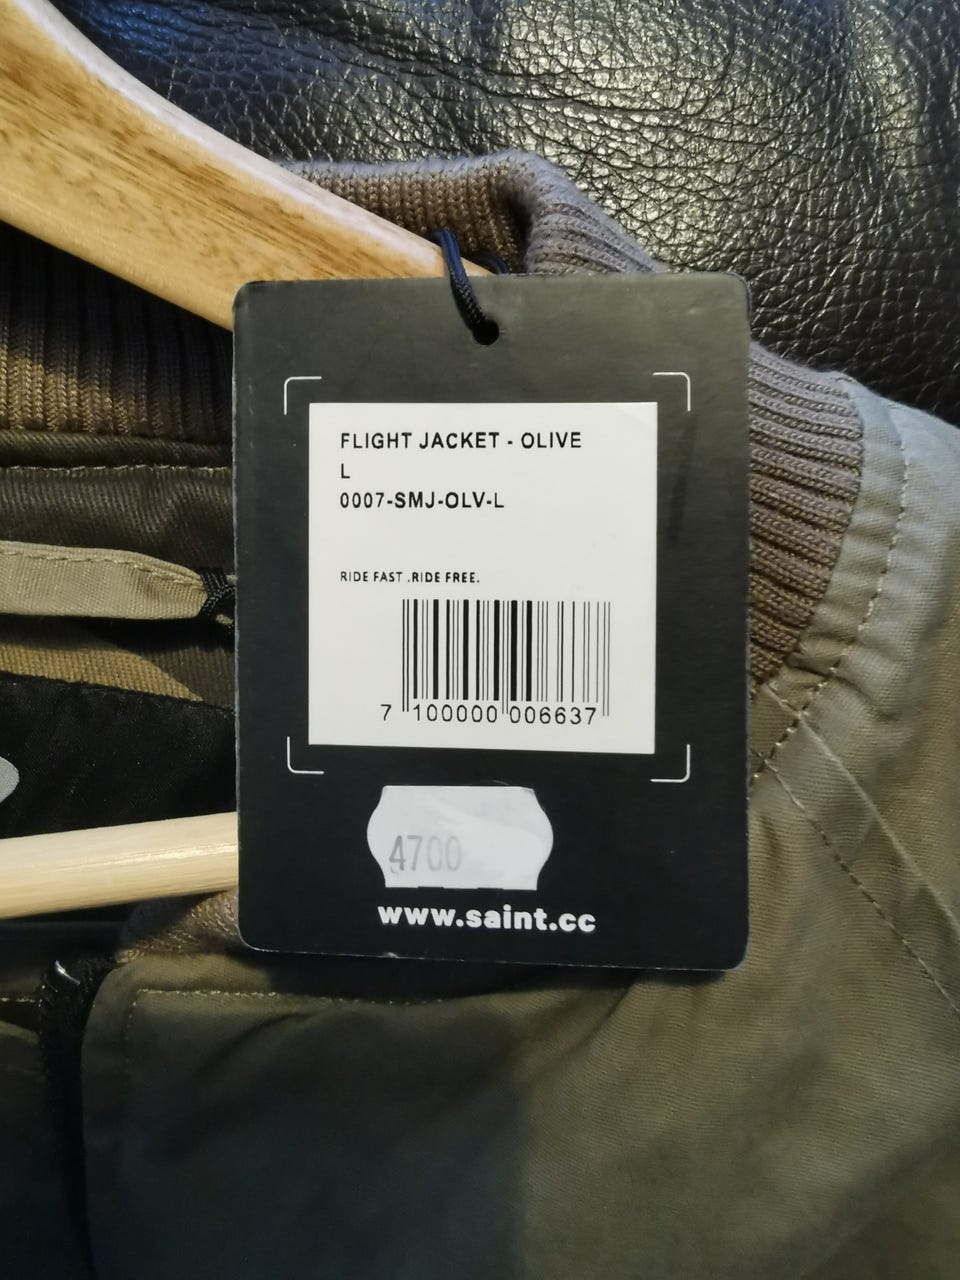 FLIGHT JACKET - OLIVE
L
0007-SMJ-OLV-L
RIDE FAST .RIDE FREE.
7 100000 006637
4700
www.saint.cc